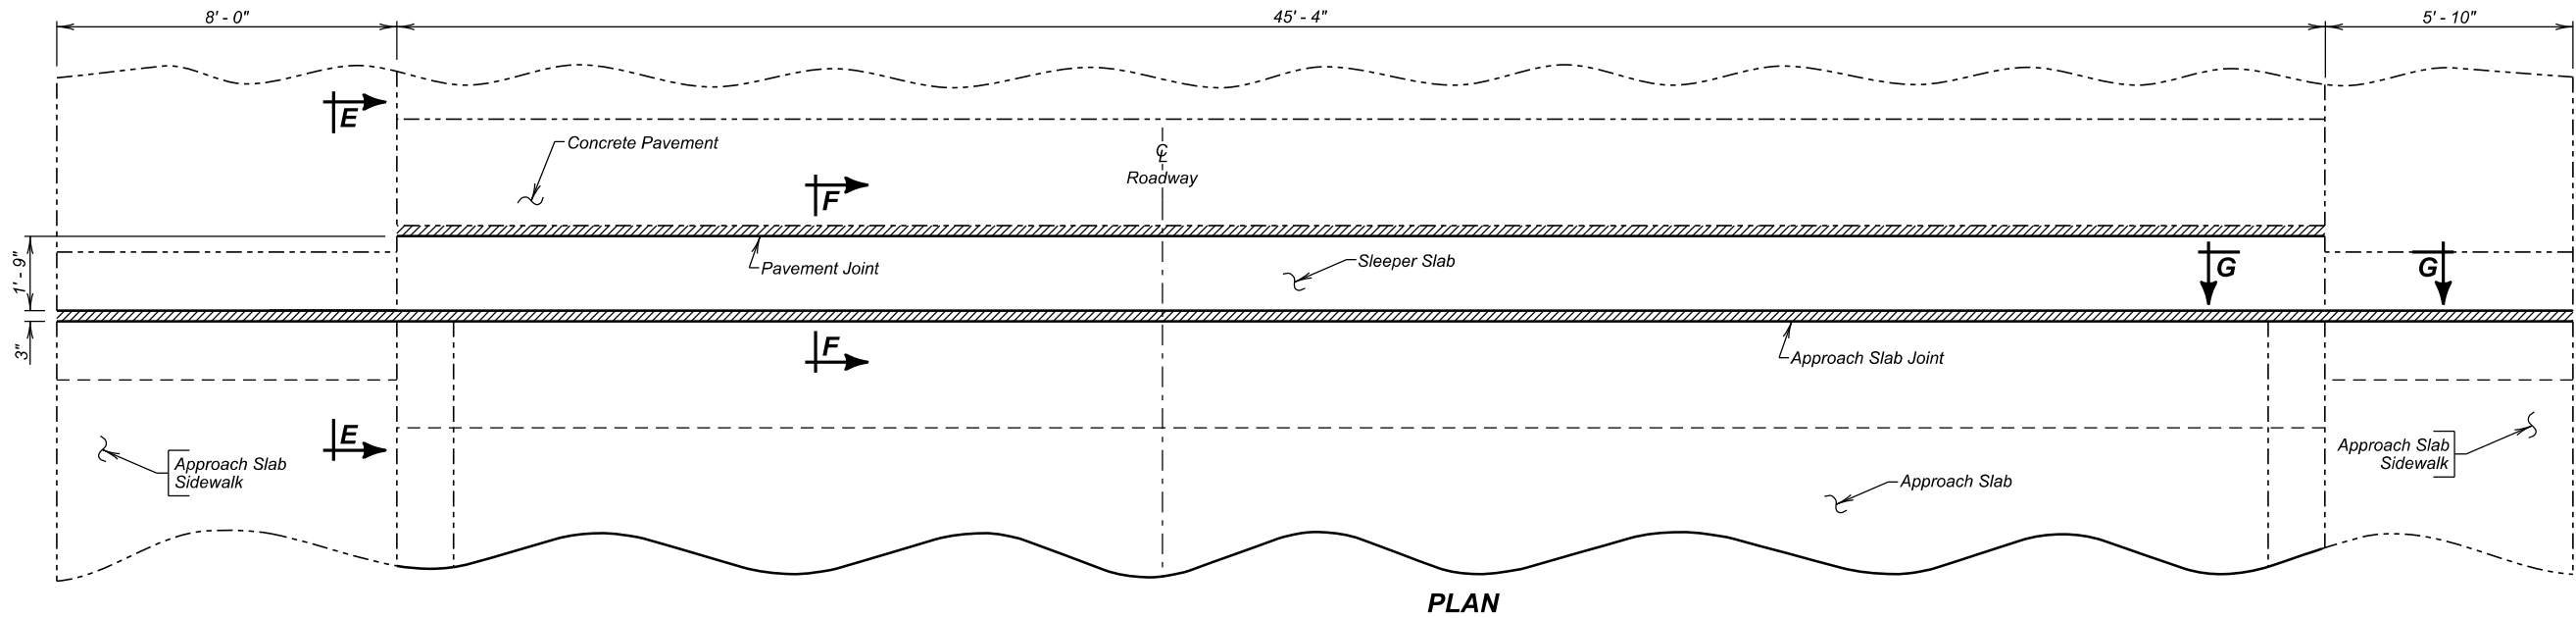 8' - 0"
45' - 4"
5' - 10"
E
Concrete Pavement
℄
Roadway
F
Pavement Joint
Sleeper Slab
G
G
1' - 9"
3"
F
Approach Slab Joint
E
Approach Slab
Sidewalk
Approach Slab
Approach Slab
Sidewalk
PLAN